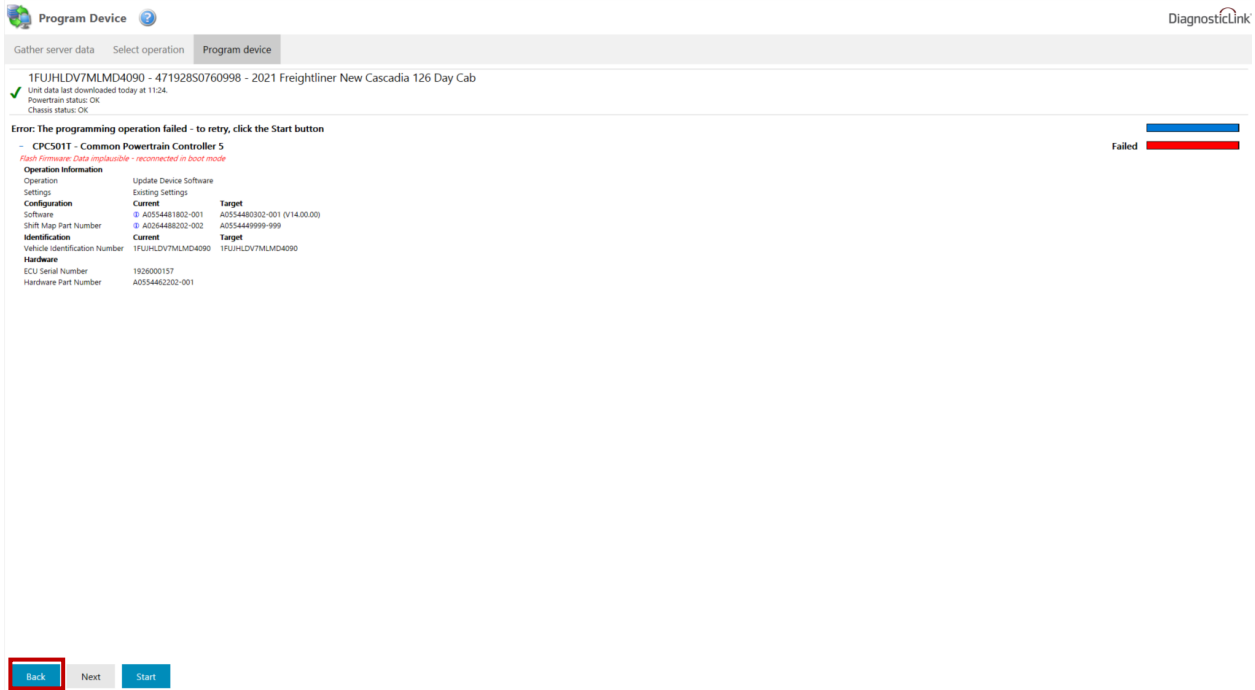 Program Device
DiagnosticLink
Gather server data Select operation Program device
1FUJHLDV7MLMD4090 - 471928S0760998 - 2021 Freightliner New Cascadia 126 Day Cab
Unit data last downloaded today at 11:24.
Powertrain status: OK
Chassis status: OK
Error: The programming operation failed - to retry, click the Start button
- CPC501T - Common Powertrain Controller 5 Failed
Flash Firmware: Data implausible - reconnected in boot mode
Operation Information
Operation Update Device Software
Settings Existing Settings
Configuration Current Target
Software A0554481802-001 A0554480302-001 (V14.00.00)
Shift Map Part Number A0264488202-002 A0554449999-999
Identification Current Target
Vehicle Identification Number 1FUJHLDV7MLMD4090 1FUJHLDV7MLMD4090
Hardware
ECU Serial Number 1926000157
Hardware Part Number A0554462202-001
Back Next Start